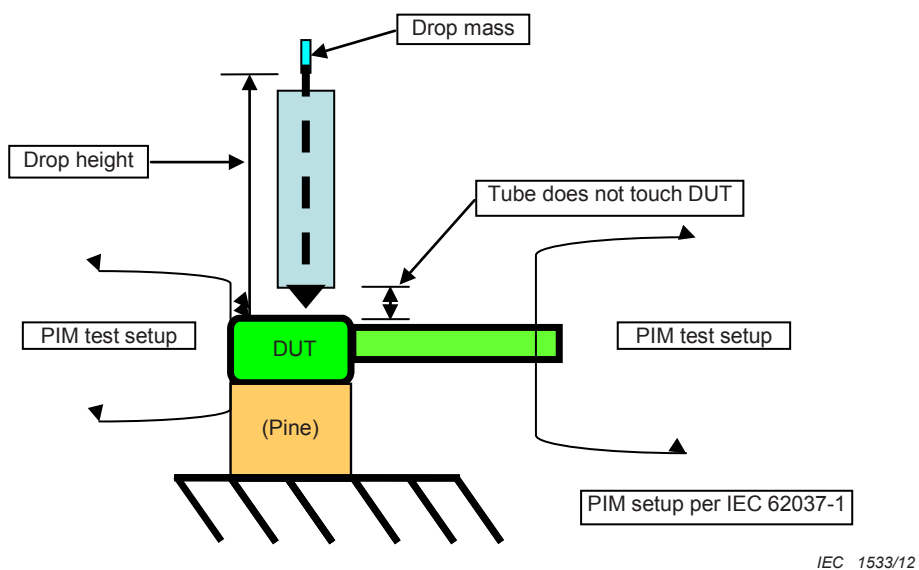 Drop mass
Drop height
Tube does not touch DUT
PIM test setup
DUT
PIM test setup
(Pine)
PIM setup per IEC 62037-1
IEC 1533/12